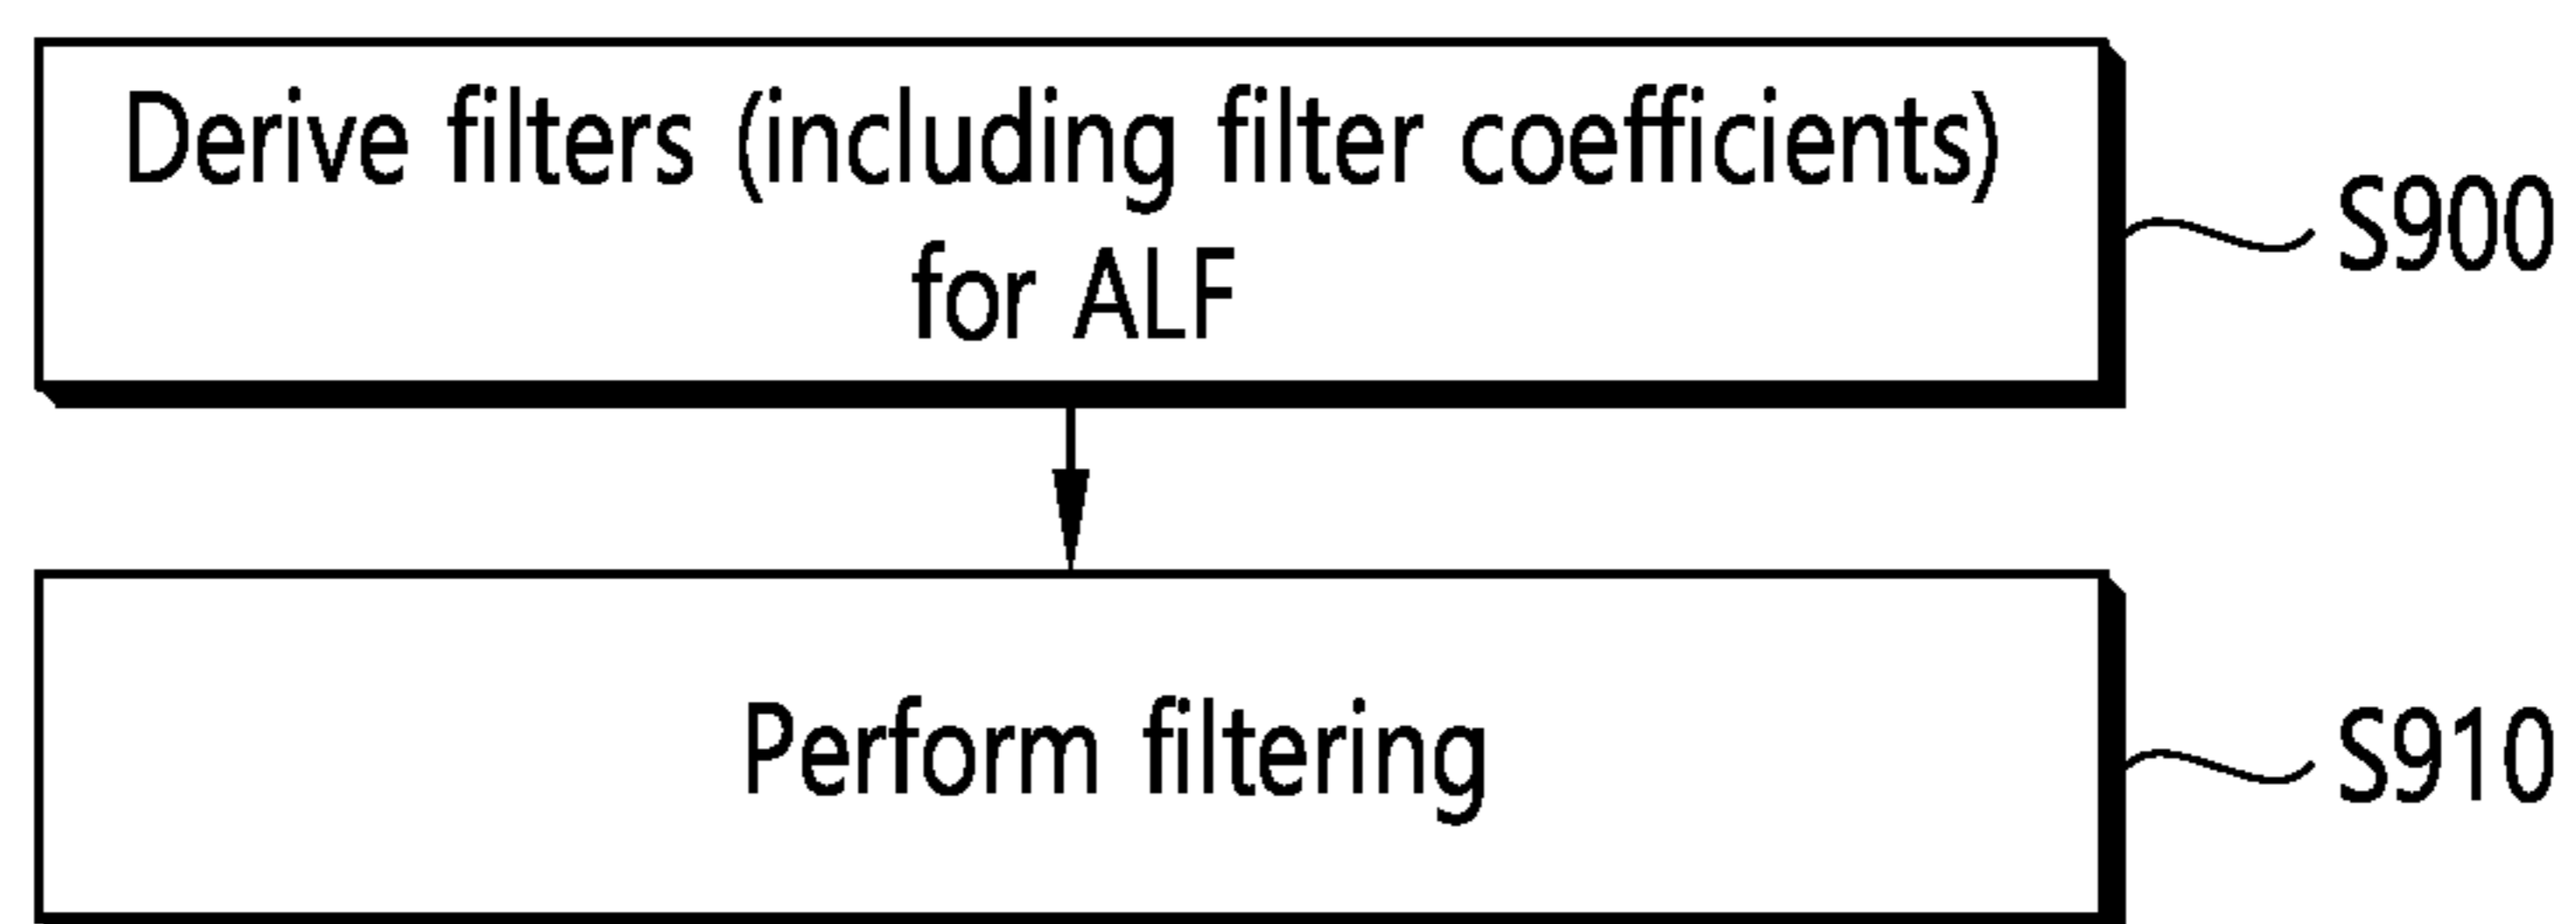 Derive filters (including filter coefficients)
for ALF
S900
Perform filtering
S910